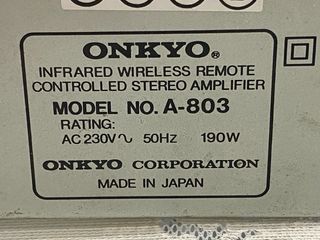 ONKYO®
INFRARED WIRELESS REMOTE
CONTROLLED STEREO AMPLIFIER
MODEL NO. A-803
RATING:
AC 230V∿ 50Hz 190W
ONKYO CORPORATION
MADE IN JAPAN